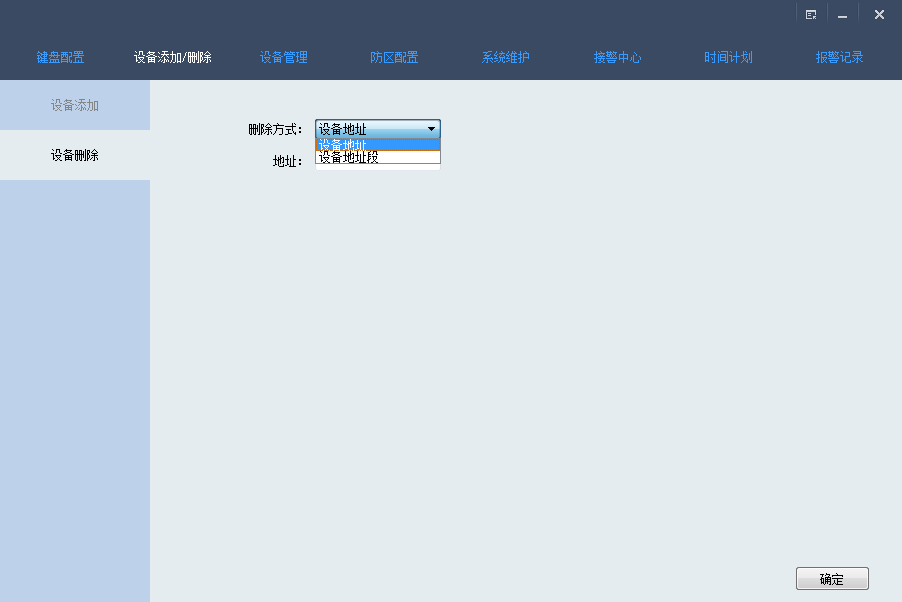 键盘配置 设备添加/删除 设备管理 防区配置 系统维护 接警中心 时间计划 报警记录
设备添加
设备删除
删除方式： 设备地址
设备地址
设备地址段
地址：
确定